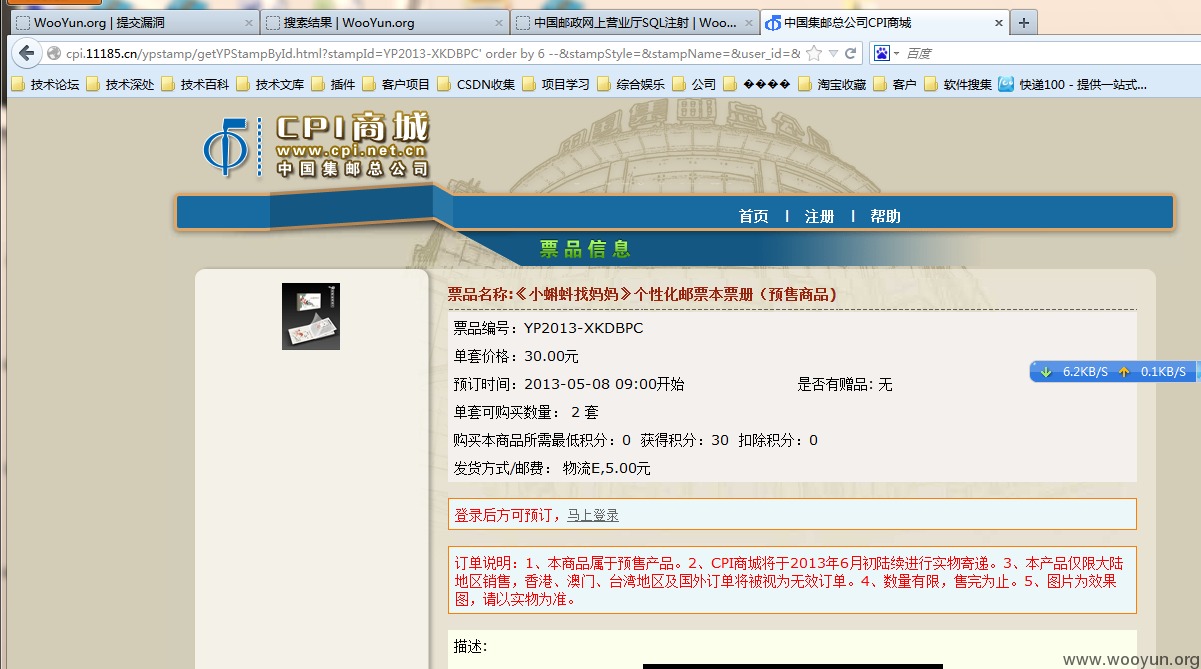 WooYun.org | 提交漏洞
搜索结果 | WooYun.org
中国邮政网上营业厅SQL注射 | Woo...
中国集邮总公司CPI商城
cpi.11185.cn/ypstamp/getYPStampById.html?stampId=YP2013-XKDBPC' order by 6 --&stampStyle=&stampName=&user_id=&
百度
技术论坛 技术深处 技术百科 技术文库 插件 客户项目 CSDN收集 项目学习 综合娱乐 公司 ���� 淘宝收藏 客户 软件搜集 快递100 - 提供一站式...
CPI商城
www.cpi.net.cn
中国集邮总公司
首页 | 注册 | 帮助
票品信息
票品名称:《小蝌蚪找妈妈》个性化邮票本票册（预售商品）
票品编号：YP2013-XKDBPC
单套价格：30.00元
预订时间：2013-05-08 09:00开始 是否有赠品: 无
6.2KB/S 0.1KB/S
单套可购买数量： 2 套
购买本商品所需最低积分：0 获得积分：30 扣除积分：0
发货方式/邮费： 物流E,5.00元
登录后方可预订，马上登录
订单说明：1、本商品属于预售产品。2、CPI商城将于2013年6月初陆续进行实物寄递。3、本产品仅限大陆
地区销售，香港、澳门、台湾地区及国外订单将被视为无效订单。4、数量有限，售完为止。5、图片为效果
图，请以实物为准。
描述:
www.wooyun.org